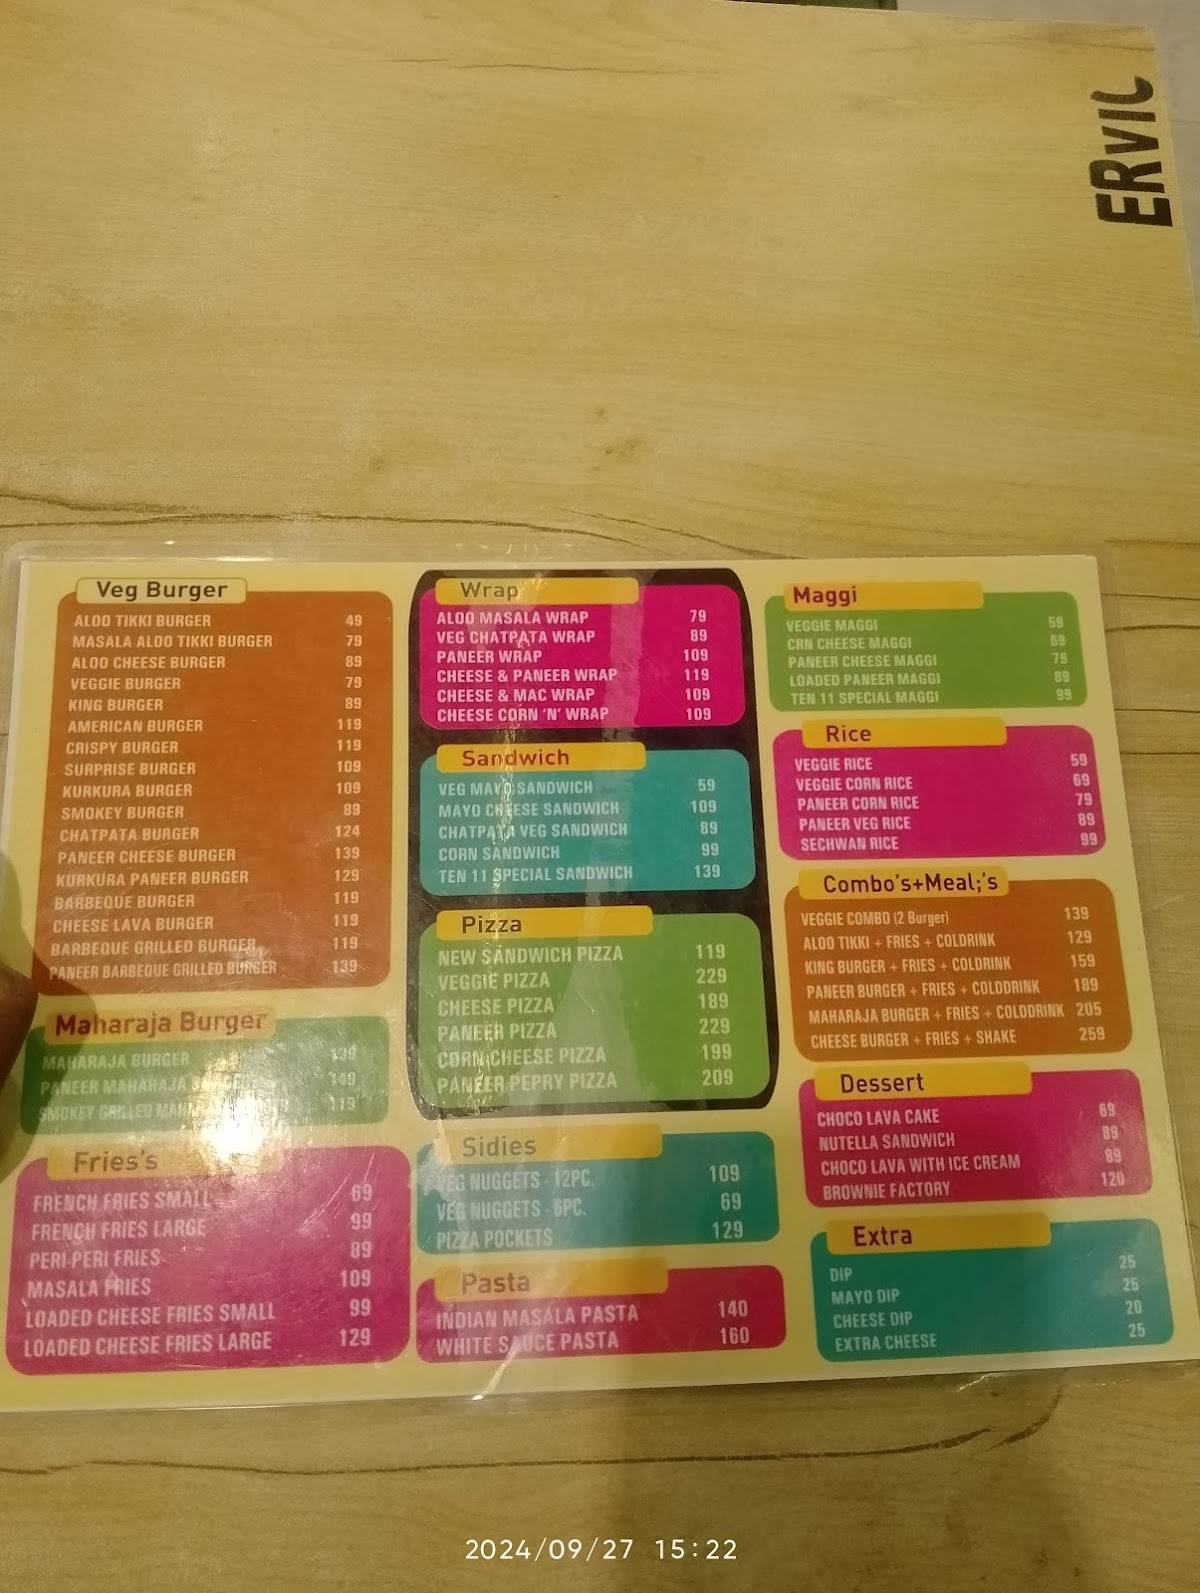 ERVIC
Veg Burger
ALOO TIKKI BURGER 49
MASALA ALOO TIKKI BURGER 79
ALOO CHEESE BURGER 89
VEGGIE BURGER 79
KING BURGER 89
AMERICAN BURGER 119
CRISPY BURGER 119
SURPRISE BURGER 109
KURKURA BURGER 109
SMOKEY BURGER 89
CHATPATA BURGER 124
PANEER CHEESE BURGER 139
KURKURA PANEER BURGER 129
BARBEQUE BURGER 119
CHEESE LAVA BURGER 119
BARBEQUE GRILLED BURGER 119
PANEER BARBEQUE GRILLED BURGER 139
Maharaja Burger
MAHARAJA BURGER 139
PANEER MAHARAJA 149
SMOKEY GRILLED 119
Fries's
FRENCH FRIES SMALL 69
FRENCH FRIES LARGE 99
PERI-PERI FRIES 89
MASALA FRIES 109
LOADED CHEESE FRIES SMALL 99
LOADED CHEESE FRIES LARGE 129
Wrap
ALOO MASALA WRAP 79
VEG CHATPATA WRAP 89
PANEER WRAP 109
CHEESE & PANEER WRAP 119
CHEESE & MAC WRAP 109
CHEESE CORN 'N' WRAP 109
Sandwich
VEG MAYO SANDWICH 59
MAYO CHEESE SANDWICH 109
CHATPATA VEG SANDWICH 89
CORN SANDWICH 99
TEN 11 SPECIAL SANDWICH 139
Pizza
NEW SANDWICH PIZZA 119
VEGGIE PIZZA 229
CHEESE PIZZA 189
PANEER PIZZA 229
CORN CHEESE PIZZA 199
PANEER PEPRY PIZZA 209
Sidies
VEG NUGGETS - 12PC. 109
VEG NUGGETS - 6PC. 69
PIZZA POCKETS 129
Pasta
INDIAN MASALA PASTA 140
WHITE SAUCE PASTA 160
Maggi
VEGGIE MAGGI 59
CRN CHEESE MAGGI 69
PANEER CHEESE MAGGI 79
LOADED PANEER MAGGI 89
TEN 11 SPECIAL MAGGI 99
Rice
VEGGIE RICE 59
VEGGIE CORN RICE 69
PANEER CORN RICE 79
PANEER VEG RICE 89
SECHWAN RICE 99
Combo's+Meal;'s
VEGGIE COMBO (2 Burger) 139
ALOO TIKKI + FRIES + COLDRINK 129
KING BURGER + FRIES + COLDRINK 159
PANEER BURGER + FRIES + COLDDRINK 189
MAHARAJA BURGER + FRIES + COLDDRINK 205
CHEESE BURGER + FRIES + SHAKE 259
Dessert
CHOCO LAVA CAKE 69
NUTELLA SANDWICH 89
CHOCO LAVA WITH ICE CREAM 89
BROWNIE FACTORY 120
Extra
DIP 25
MAYO DIP 25
CHEESE DIP 20
EXTRA CHEESE 25
2024/09/27 15:22